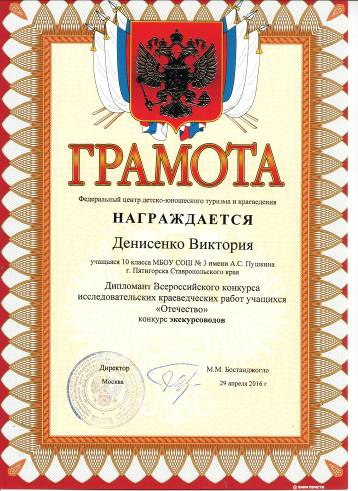 ГРАМОТА
Федеральный центр детско-юношеского туризма и краеведения
НАГРАЖДАЕТСЯ
Денисенко Виктория
учащаяся 10 класса МБОУ СОШ № 3 имени А.С. Пушкина
г. Пятигорска Ставропольского края
Дипломант Всероссийского конкурса
исследовательских краеведческих работ учащихся
«Отечество»
конкурс экскурсоводов
Директор М.М. Бостанджогло
Москва 29 апреля 2016 г